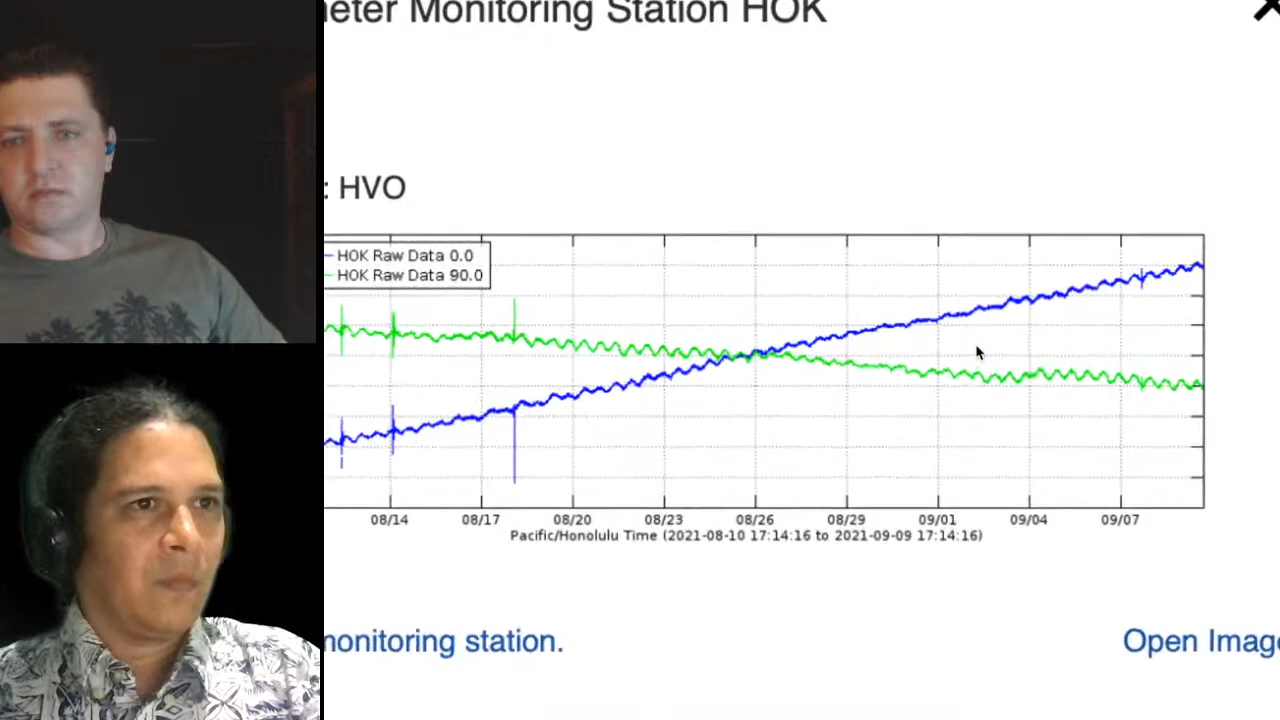 eter Monitoring Station HOK
: HVO
HOK Raw Data 0.0
HOK Raw Data 90.0
08/14 08/17 08/20 08/23 08/26 08/29 09/01 09/04 09/07
Pacific/Honolulu Time (2021-08-10 17:14:16 to 2021-09-09 17:14:16)
monitoring station.
Open Image